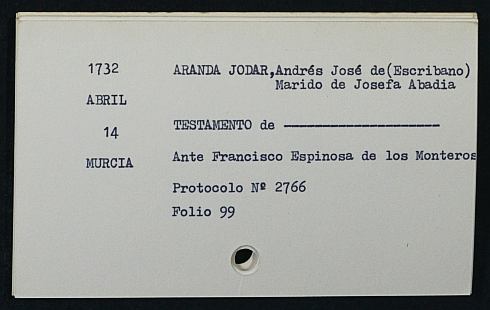 1732
ARANDA JODAR,Andrés José de(Escribano)
Marido de Josefa Abadia
ABRIL
14
TESTAMENTO de --------------------
MURCIA
Ante Francisco Espinosa de los Monteros
Protocolo Nº 2766
Folio 99